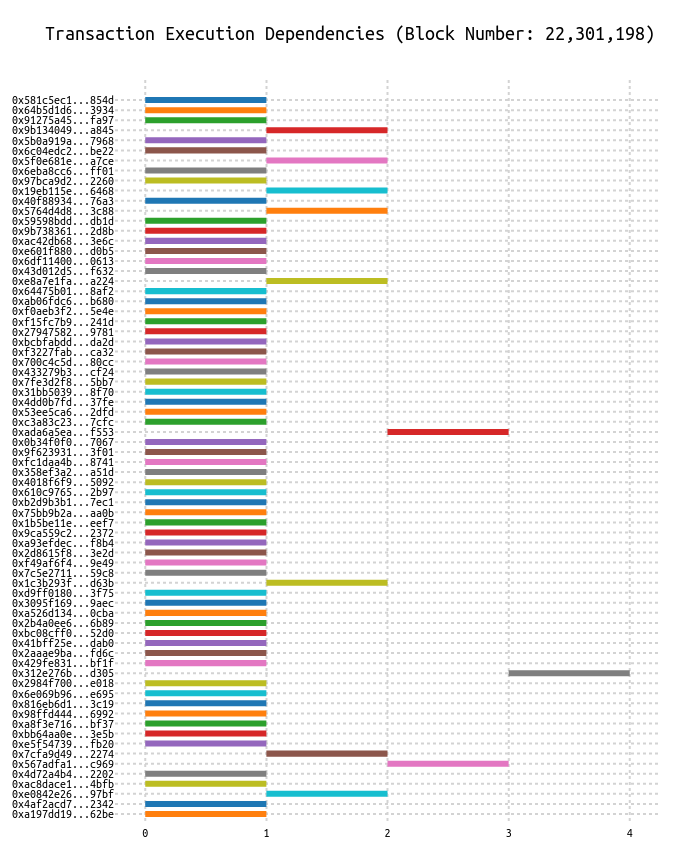 Transaction Execution Dependencies (Block Number: 22,301,198)
0x581c5ec1...854d
0x64b5d1d6...3934
0x91275a45...fa97
0x9b134049...a845
0x5b0a919a...7968
0x6c04edc2...be22
0x5f0e681e...a7ce
0x6eba8cc6...ff01
0x97bca9d2...2260
0x19eb115e...6468
0x40f88934...76a3
0x5764d4d8...3c88
0x59598bdd...db1d
0x9b738361...2d8b
0xac42db68...3e6c
0xe601f880...d0b5
0x6df11400...0613
0x43d012d5...f632
0xe8a7e1fa...a224
0x64475b01...8af2
0xab06fdc6...b680
0xf0aeb3f2...5e4e
0xf15fc7b9...241d
0x27947582...9781
0xbcbfabdd...da2d
0xf3227fab...ca32
0x700c4c5d...80cc
0x433279b3...cf24
0x7fe3d2f8...5bb7
0x31bb5039...8f70
0x4dd0b7fd...37fe
0x53ee5ca6...2dfd
0xc3a83c23...7cfc
0xada6a5ea...f553
0x0b34f0f0...7067
0x9f623931...3f01
0xfc1daa4b...8741
0x358ef3a2...a51d
0x4018f6f9...5092
0x610c9765...2b97
0xb2d9b3b1...7ec1
0x75bb9b2a...aa0b
0x1b5be11e...eef7
0x9ca559c2...2372
0xa93efdec...f8b4
0x2d8615f8...3e2d
0xf49af6f4...9e49
0x7c5e2711...59c8
0x1c3b293f...d63b
0xd9ff0180...3f75
0x3095f169...9aec
0xa526d134...0cba
0x2b4a0ee6...6b89
0xbc08cff0...52d0
0x41bff25e...dab0
0x2aaae9ba...fd6c
0x429fe831...bf1f
0x312e276b...d305
0x2984f700...e018
0x6e069b96...e695
0x816eb6d1...3c19
0x98ffd444...6992
0xa8f3e716...bf37
0xbb64aa0e...3e5b
0xe5f54739...fb20
0x7cfa9d49...2274
0x567adfa1...c969
0x4d72a4b4...2202
0xac8dace1...4bfb
0xe0842e26...97bf
0x4af2acd7...2342
0xa197dd19...62be
0 1 2 3 4